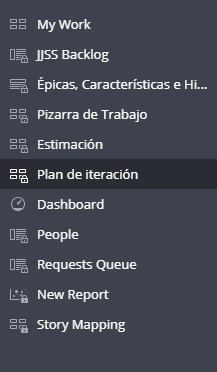 My Work
JJSS Backlog
Épicas, Características e Hi...
Pizarra de Trabajo
Estimación
Plan de iteración
Dashboard
People
Requests Queue
New Report
Story Mapping